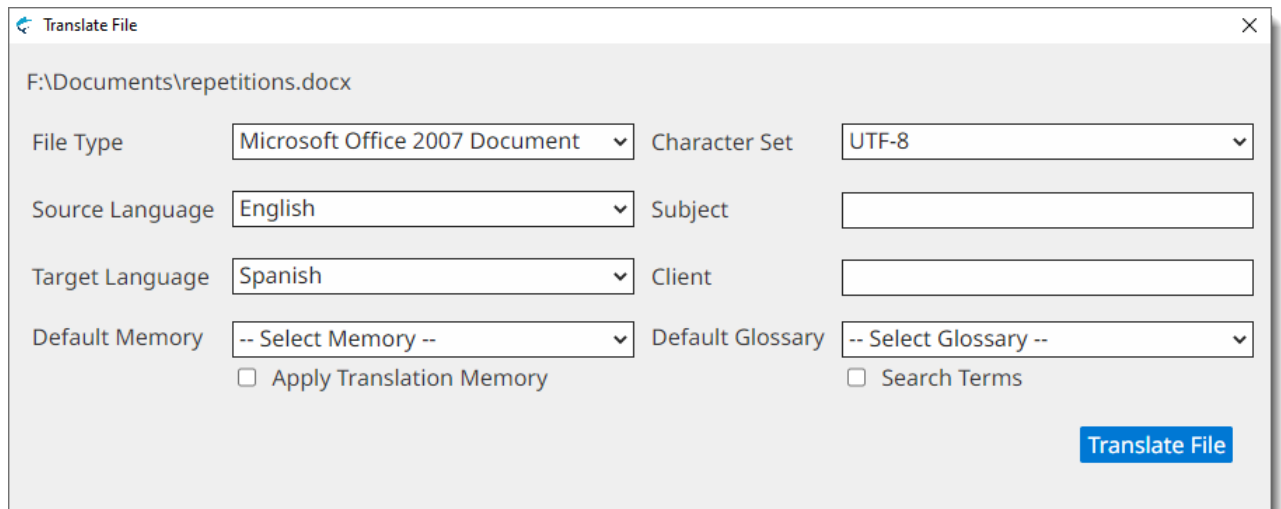 Translate File
F:\Documents\repetitions.docx
File Type Microsoft Office 2007 Document Character Set UTF-8
Source Language English Subject
Target Language Spanish Client
Default Memory -- Select Memory -- Default Glossary -- Select Glossary --
Apply Translation Memory Search Terms
Translate File